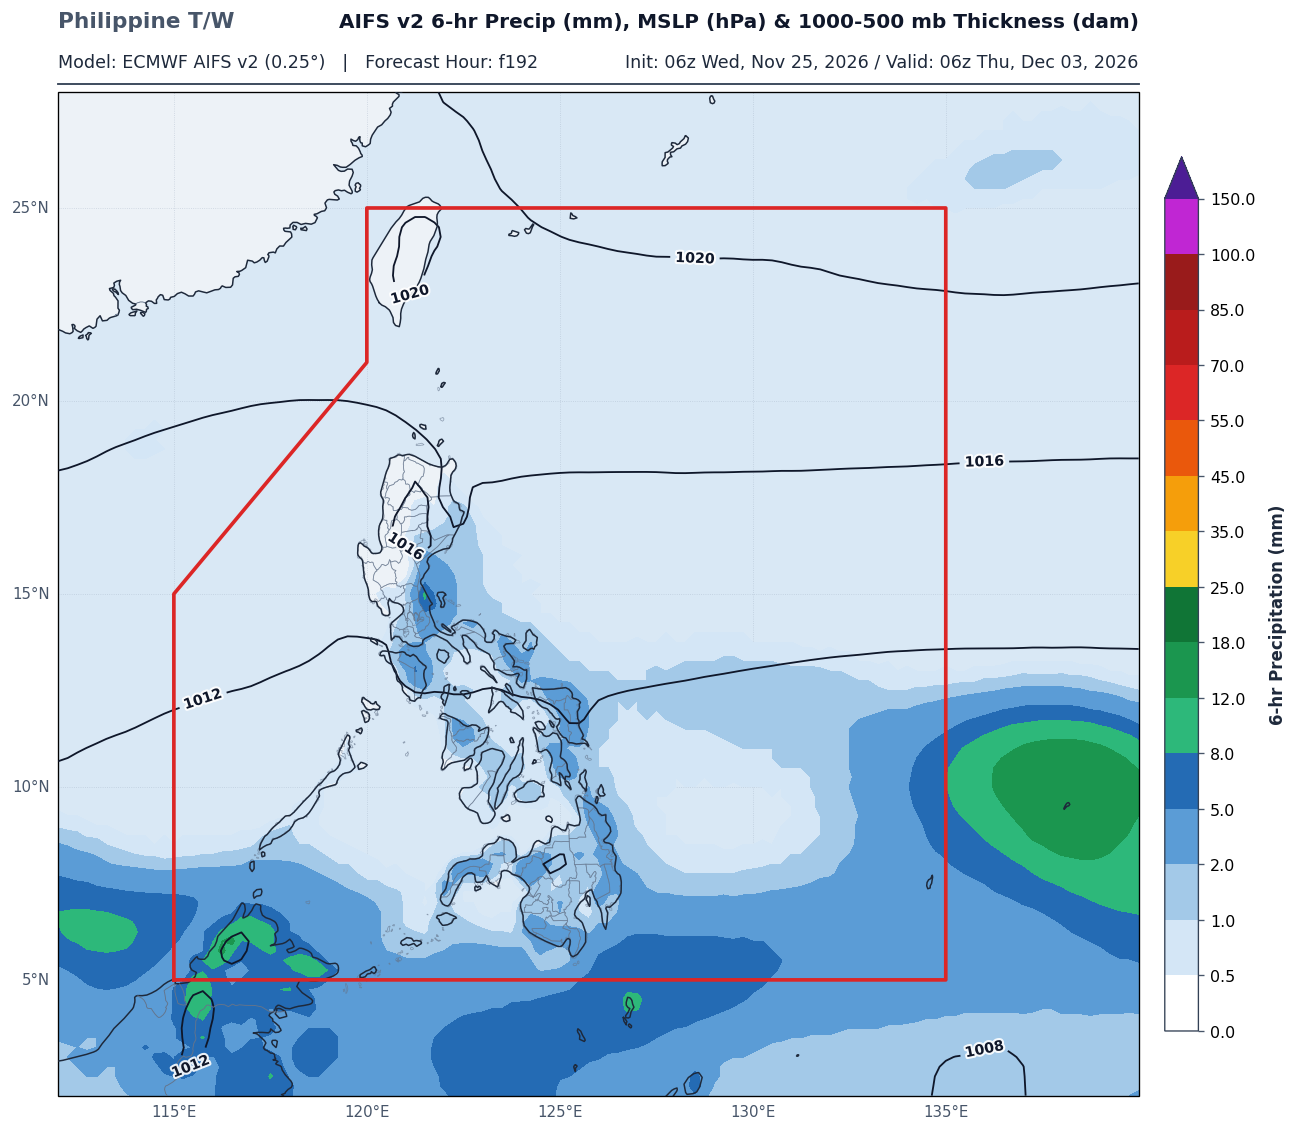 Philippine T/W
AIFS v2 6-hr Precip (mm), MSLP (hPa) & 1000-500 mb Thickness (dam)
Model: ECMWF AIFS v2 (0.25°) | Forecast Hour: f192
Init: 06z Wed, Nov 25, 2026 / Valid: 06z Thu, Dec 03, 2026
25°N
20°N
15°N
10°N
5°N
1020
1020
1016
1016
1012
1012
1008
115°E
120°E
125°E
130°E
135°E
150.0
100.0
85.0
70.0
55.0
45.0
35.0
25.0
18.0
12.0
8.0
5.0
2.0
1.0
0.5
0.0
6-hr Precipitation (mm)